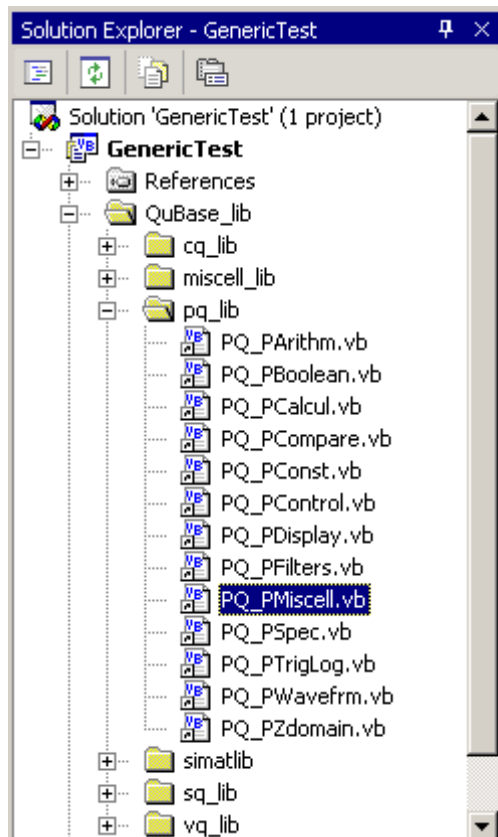 Solution Explorer - GenericTest
Solution 'GenericTest' (1 project)
GenericTest
References
QuBase_lib
cq_lib
miscell_lib
pq_lib
PQ_PArithm.vb
PQ_PBoolean.vb
PQ_PCalcul.vb
PQ_PCompare.vb
PQ_PConst.vb
PQ_PControl.vb
PQ_PDisplay.vb
PQ_PFilters.vb
PQ_PMiscell.vb
PQ_PSpec.vb
PQ_PTrigLog.vb
PQ_PWavefrm.vb
PQ_PZdomain.vb
simatlib
sq_lib
vq_lib